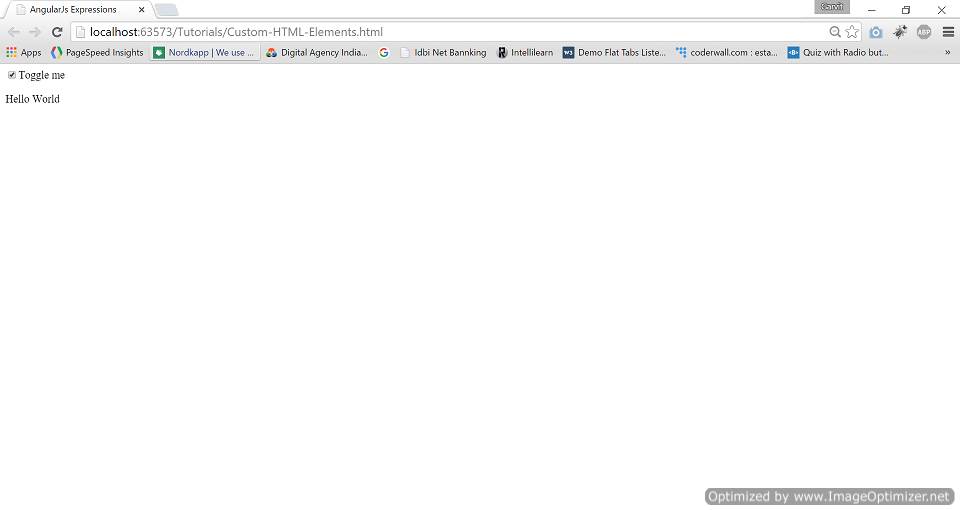 AngularJs Expressions
Garvit
localhost:63573/Tutorials/Custom-HTML-Elements.html
ABP
Apps PageSpeed Insights Nordkapp | We use ... Digital Agency India... Idbi Net Bannking Intellilearn Demo Flat Tabs Liste... coderwall.com : esta... Quiz with Radio but... »
Toggle me
Hello World
Optimized by www.ImageOptimizer.net